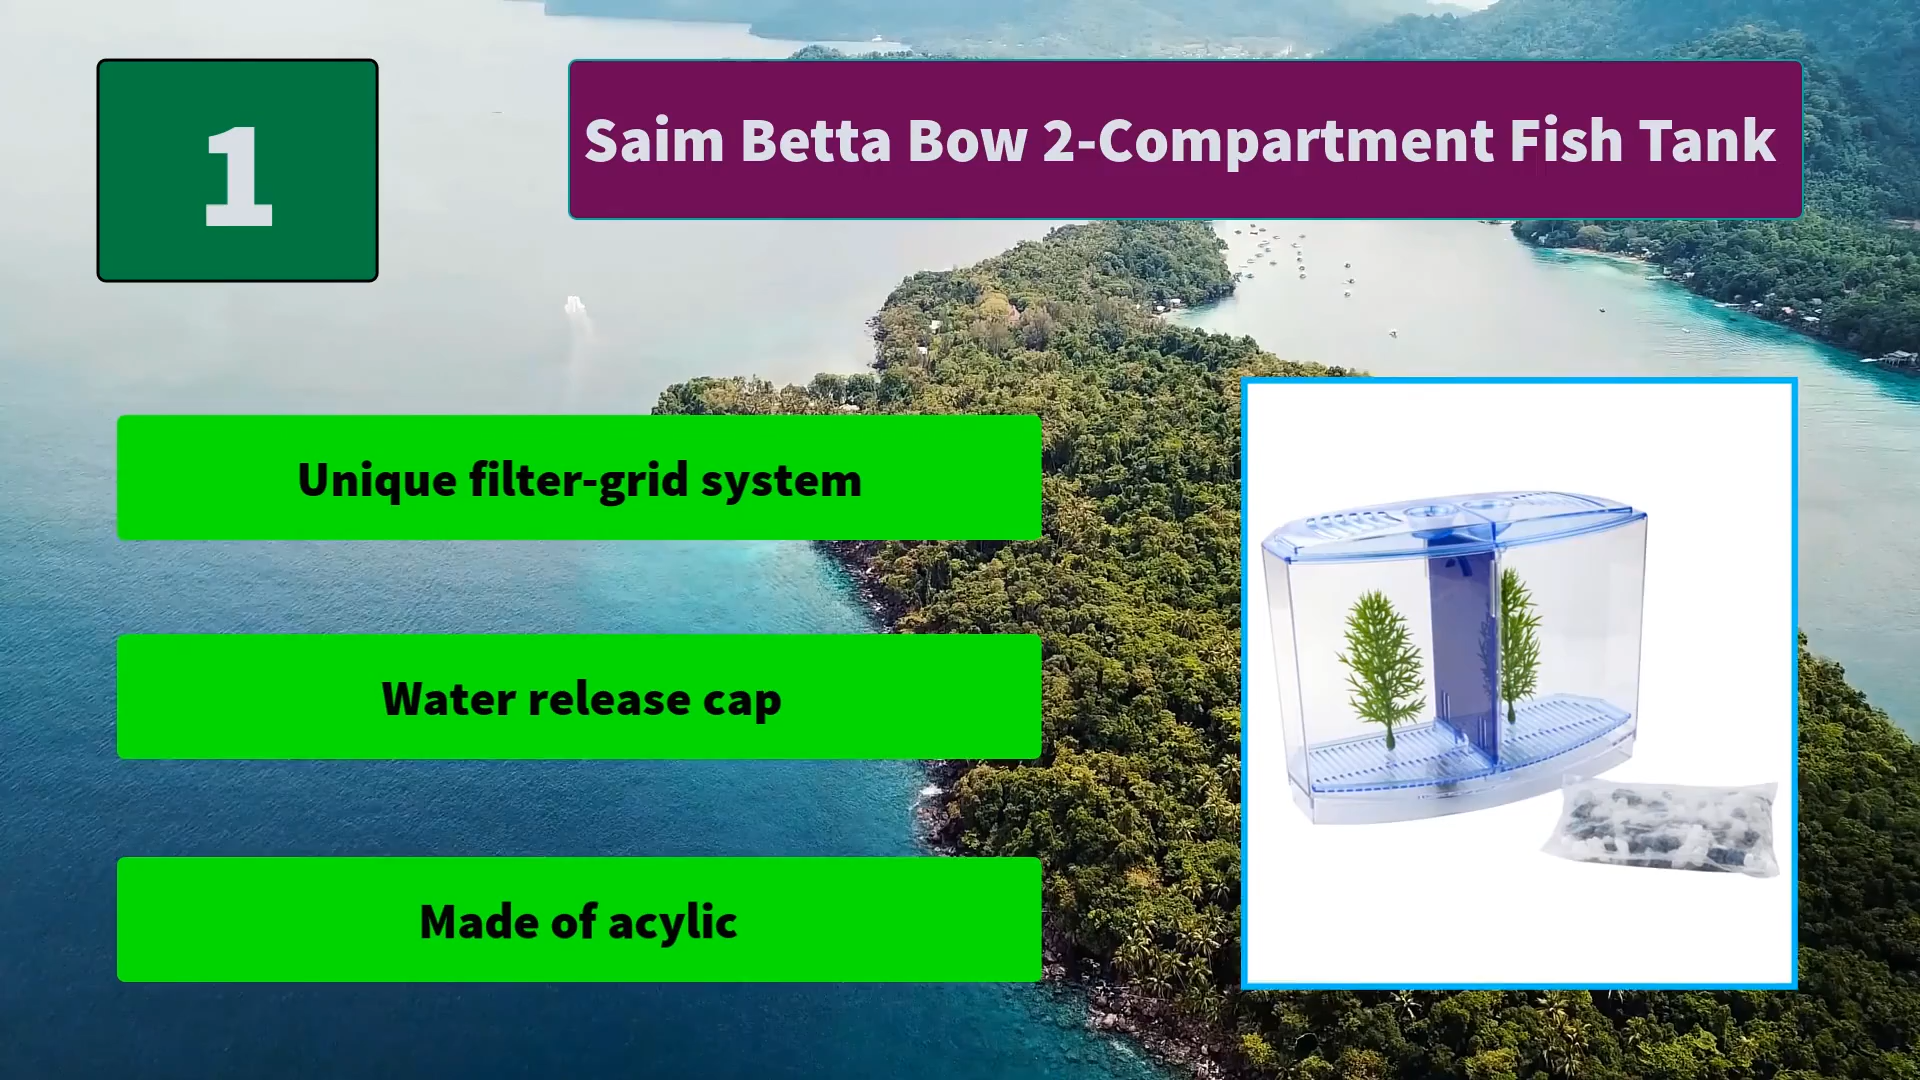 1
Saim Betta Bow 2-Compartment Fish Tank
Unique filter-grid system
Water release cap
Made of acylic